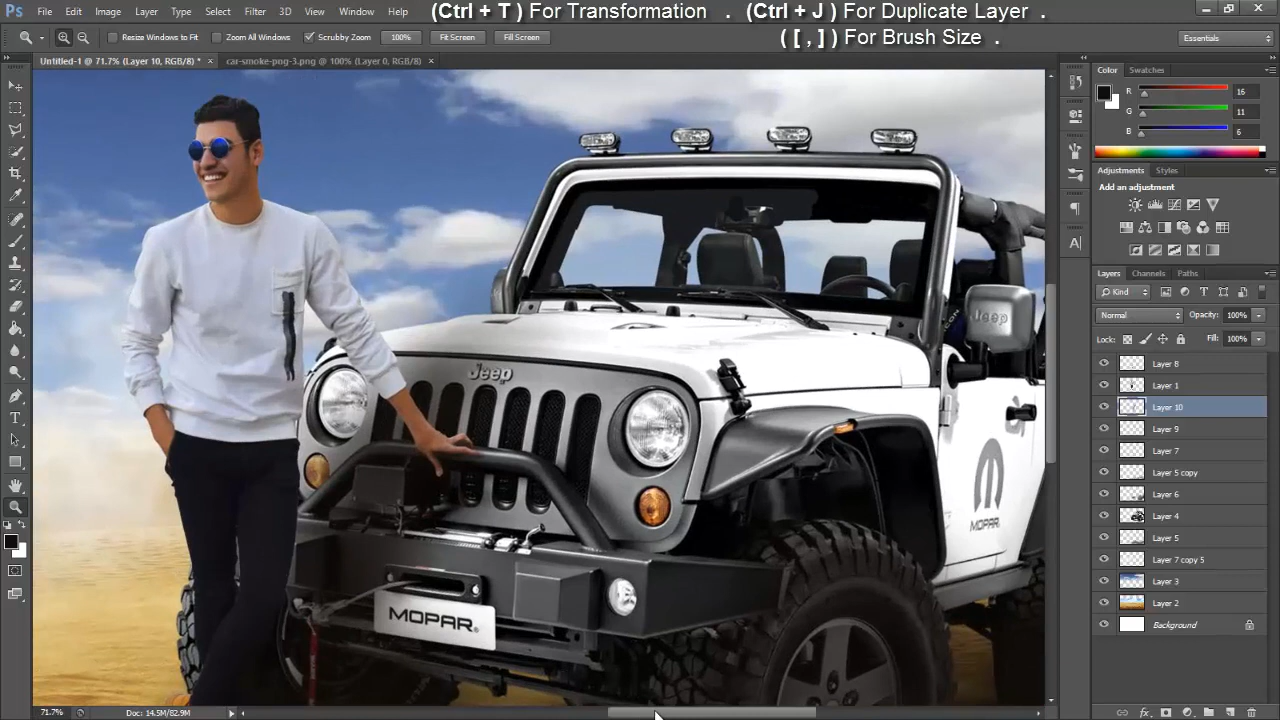 Ps File Edit Image Layer Type Select Filter 3D View Window Help
(Ctrl + T ) For Transformation . (Ctrl + J ) For Duplicate Layer .
( [ , ] ) For Brush Size .
Resize Windows to Fit Zoom All Windows Scrubby Zoom 100% Fit Screen Fill Screen Essentials
Untitled-1 @ 71.7% (Layer 10, RGB/8) * × car-smoke-png-3.png @ 100% (Layer 0, RGB/8) ×
Color Swatches
R 16
G 11
B 6
Adjustments Styles
Add an adjustment
Layers Channels Paths
Kind
Normal Opacity: 100%
Lock: Fill: 100%
Layer 8
Layer 1
Layer 10
Layer 9
Layer 7
Layer 5 copy
Layer 6
Layer 4
Layer 5
Layer 7 copy 5
Layer 3
Layer 2
Background
Jeep
Jeep
MOPAR
MOPAR®
71.7% Doc: 14.5M/82.9M